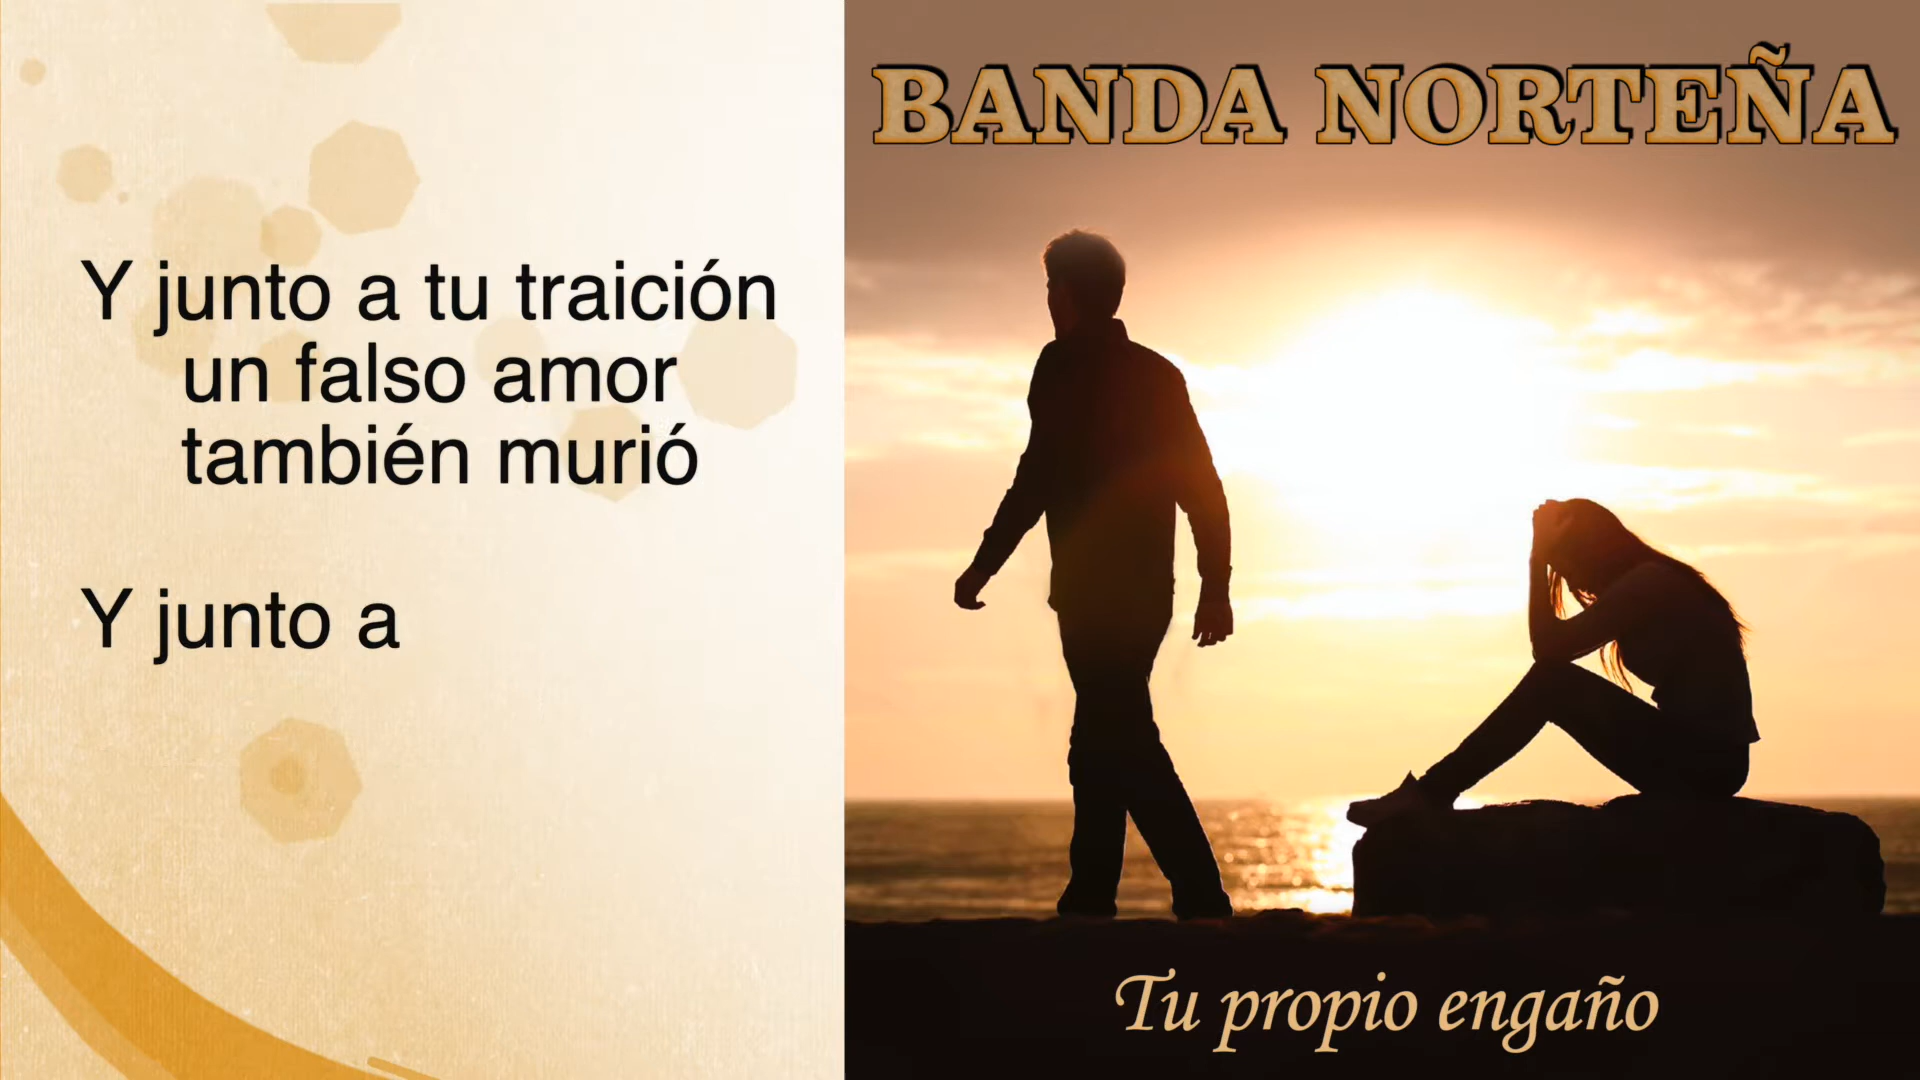 Y junto a tu traición
un falso amor
también murió
Y junto a
BANDA NORTEÑA
Tu propio engaño